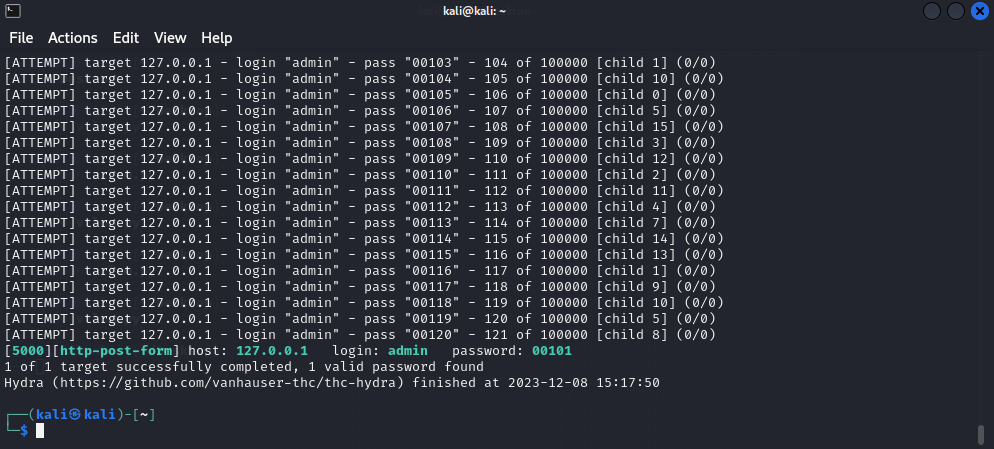 kali@kali: ~
File Actions Edit View Help
[ATTEMPT] target 127.0.0.1 - login "admin" - pass "00103" - 104 of 100000 [child 1] (0/0)
[ATTEMPT] target 127.0.0.1 - login "admin" - pass "00104" - 105 of 100000 [child 10] (0/0)
[ATTEMPT] target 127.0.0.1 - login "admin" - pass "00105" - 106 of 100000 [child 0] (0/0)
[ATTEMPT] target 127.0.0.1 - login "admin" - pass "00106" - 107 of 100000 [child 5] (0/0)
[ATTEMPT] target 127.0.0.1 - login "admin" - pass "00107" - 108 of 100000 [child 15] (0/0)
[ATTEMPT] target 127.0.0.1 - login "admin" - pass "00108" - 109 of 100000 [child 3] (0/0)
[ATTEMPT] target 127.0.0.1 - login "admin" - pass "00109" - 110 of 100000 [child 12] (0/0)
[ATTEMPT] target 127.0.0.1 - login "admin" - pass "00110" - 111 of 100000 [child 2] (0/0)
[ATTEMPT] target 127.0.0.1 - login "admin" - pass "00111" - 112 of 100000 [child 11] (0/0)
[ATTEMPT] target 127.0.0.1 - login "admin" - pass "00112" - 113 of 100000 [child 4] (0/0)
[ATTEMPT] target 127.0.0.1 - login "admin" - pass "00113" - 114 of 100000 [child 7] (0/0)
[ATTEMPT] target 127.0.0.1 - login "admin" - pass "00114" - 115 of 100000 [child 14] (0/0)
[ATTEMPT] target 127.0.0.1 - login "admin" - pass "00115" - 116 of 100000 [child 13] (0/0)
[ATTEMPT] target 127.0.0.1 - login "admin" - pass "00116" - 117 of 100000 [child 1] (0/0)
[ATTEMPT] target 127.0.0.1 - login "admin" - pass "00117" - 118 of 100000 [child 9] (0/0)
[ATTEMPT] target 127.0.0.1 - login "admin" - pass "00118" - 119 of 100000 [child 10] (0/0)
[ATTEMPT] target 127.0.0.1 - login "admin" - pass "00119" - 120 of 100000 [child 5] (0/0)
[ATTEMPT] target 127.0.0.1 - login "admin" - pass "00120" - 121 of 100000 [child 8] (0/0)
[5000][http-post-form] host: 127.0.0.1   login: admin   password: 00101
1 of 1 target successfully completed, 1 valid password found
Hydra (https://github.com/vanhauser-thc/thc-hydra) finished at 2023-12-08 15:17:50
┌──(kali㉿kali)-[~]
└─$